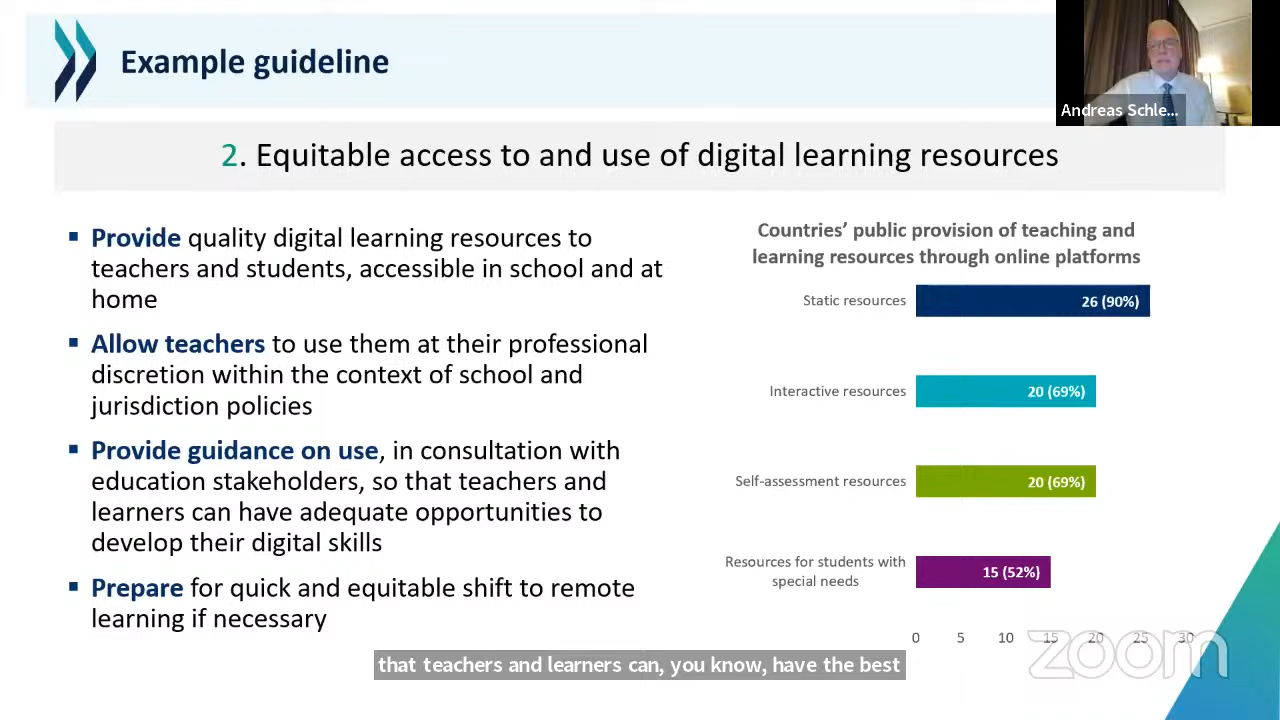 Example guideline
Andreas Schle...
2. Equitable access to and use of digital learning resources
▪ Provide quality digital learning resources to
teachers and students, accessible in school and at
home
▪ Allow teachers to use them at their professional
discretion within the context of school and
jurisdiction policies
▪ Provide guidance on use, in consultation with
education stakeholders, so that teachers and
learners can have adequate opportunities to
develop their digital skills
▪ Prepare for quick and equitable shift to remote
learning if necessary
Countries’ public provision of teaching and
learning resources through online platforms
Static resources
26 (90%)
Interactive resources
20 (69%)
Self-assessment resources
20 (69%)
Resources for students with
special needs
15 (52%)
0 5 10 15 20 25 30
zoom
that teachers and learners can, you know, have the best